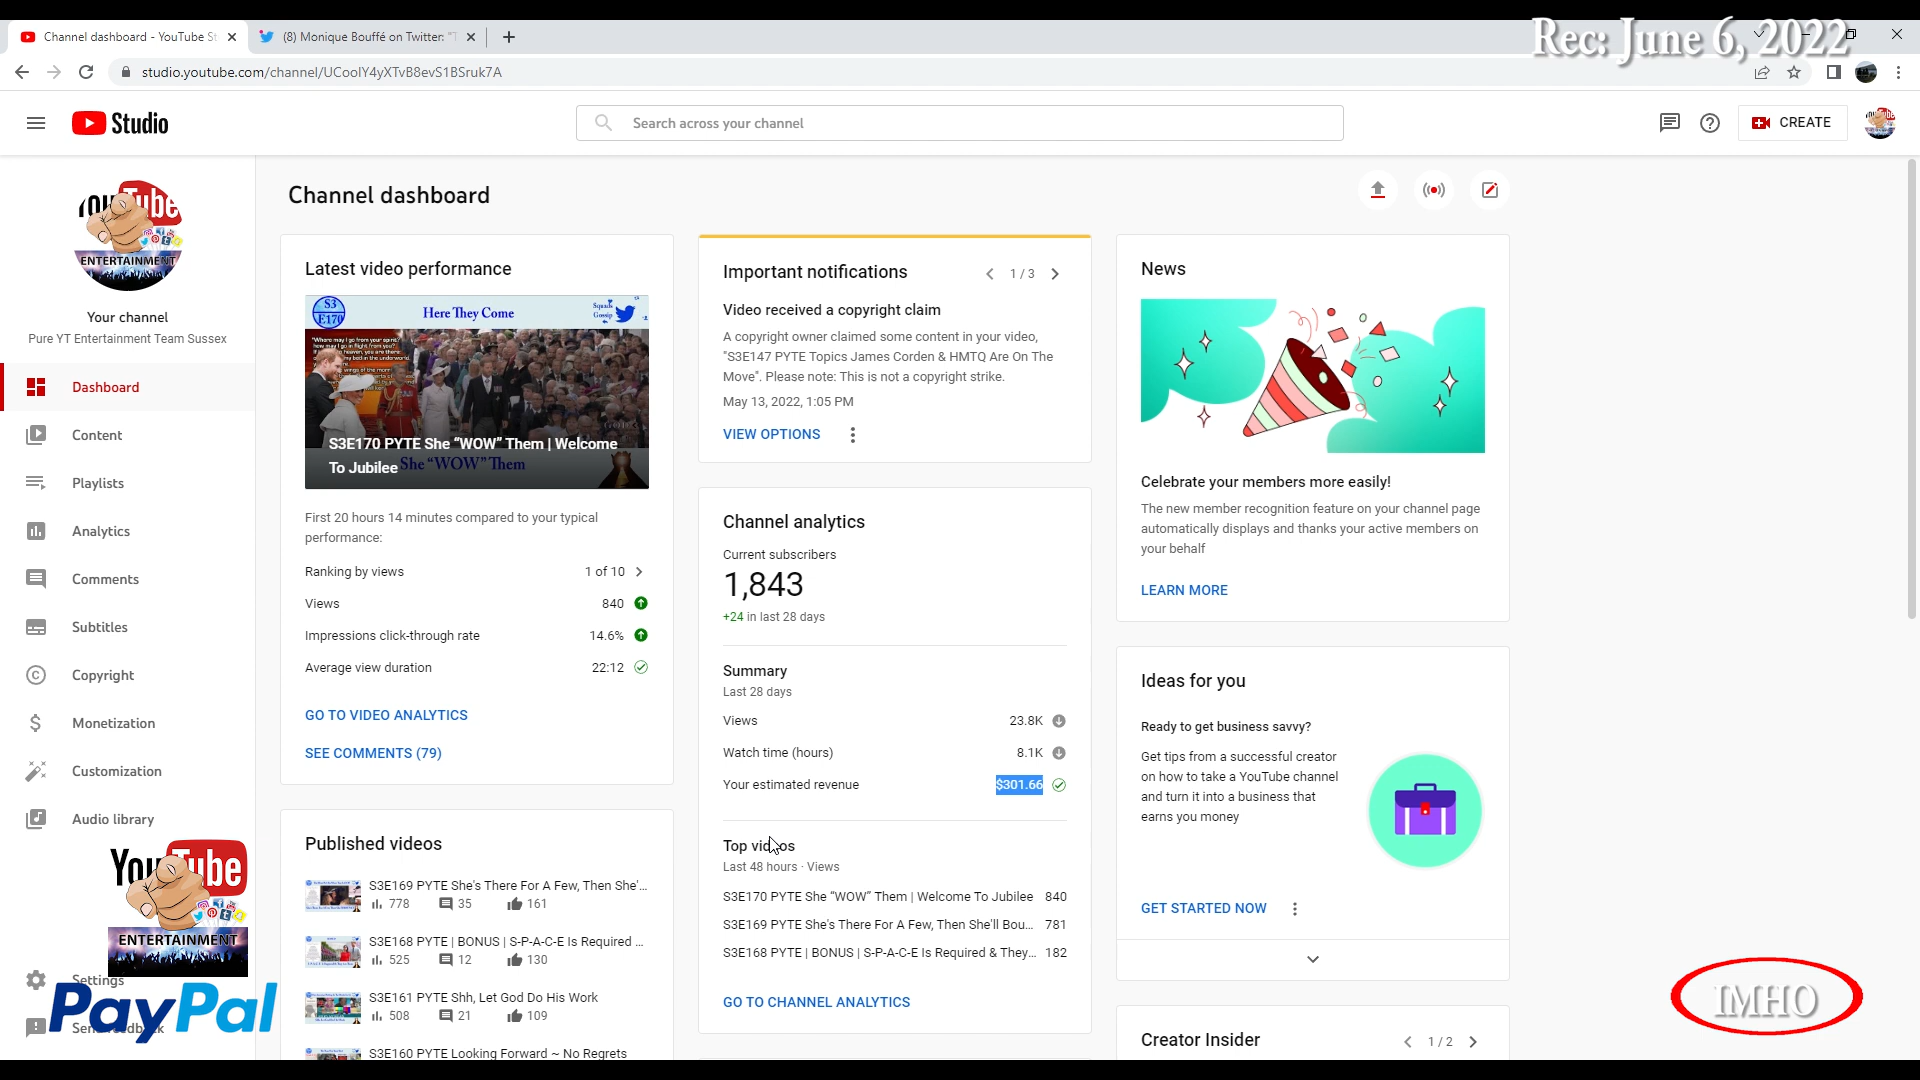 Channel dashboard - YouTube St
(8) Monique Bouffé on Twitter: "T
Rec: June 6, 2022
studio.youtube.com/channel/UCooIY4yXTvB8evS1BSruk7A
Studio
Search across your channel
CREATE
YouTube
ENTERTAINMENT
Your channel
Pure YT Entertainment Team Sussex
Dashboard
Content
Playlists
Analytics
Comments
Subtitles
Copyright
Monetization
Customization
Audio library
YouTube
ENTERTAINMENT
Settings
PayPal
Channel dashboard
Latest video performance
S3
E170
Here They Come
Squads
Gossip
S3E170 PYTE She “WOW” Them | Welcome
To Jubilee
She “WOW” Them
First 20 hours 14 minutes compared to your typical
performance:
Ranking by views 1 of 10
Views 840
Impressions click-through rate 14.6%
Average view duration 22:12
GO TO VIDEO ANALYTICS
SEE COMMENTS (79)
Published videos
S3E169 PYTE She's There For A Few, Then She'...
778 35 161
S3E168 PYTE | BONUS | S-P-A-C-E Is Required ...
525 12 130
S3E161 PYTE Shh, Let God Do His Work
508 21 109
S3E160 PYTE Looking Forward ~ No Regrets
Important notifications 1 / 3
Video received a copyright claim
A copyright owner claimed some content in your video,
"S3E147 PYTE Topics James Corden & HMTQ Are On The
Move". Please note: This is not a copyright strike.
May 13, 2022, 1:05 PM
VIEW OPTIONS
Channel analytics
Current subscribers
1,843
+24 in last 28 days
Summary
Last 28 days
Views 23.8K
Watch time (hours) 8.1K
Your estimated revenue $301.66
Top videos
Last 48 hours · Views
S3E170 PYTE She “WOW” Them | Welcome To Jubilee 840
S3E169 PYTE She's There For A Few, Then She'll Bou... 781
S3E168 PYTE | BONUS | S-P-A-C-E Is Required & They... 182
GO TO CHANNEL ANALYTICS
News
Celebrate your members more easily!
The new member recognition feature on your channel page
automatically displays and thanks your active members on
your behalf
LEARN MORE
Ideas for you
Ready to get business savvy?
Get tips from a successful creator
on how to take a YouTube channel
and turn it into a business that
earns you money
GET STARTED NOW
Creator Insider 1 / 2
IMHO